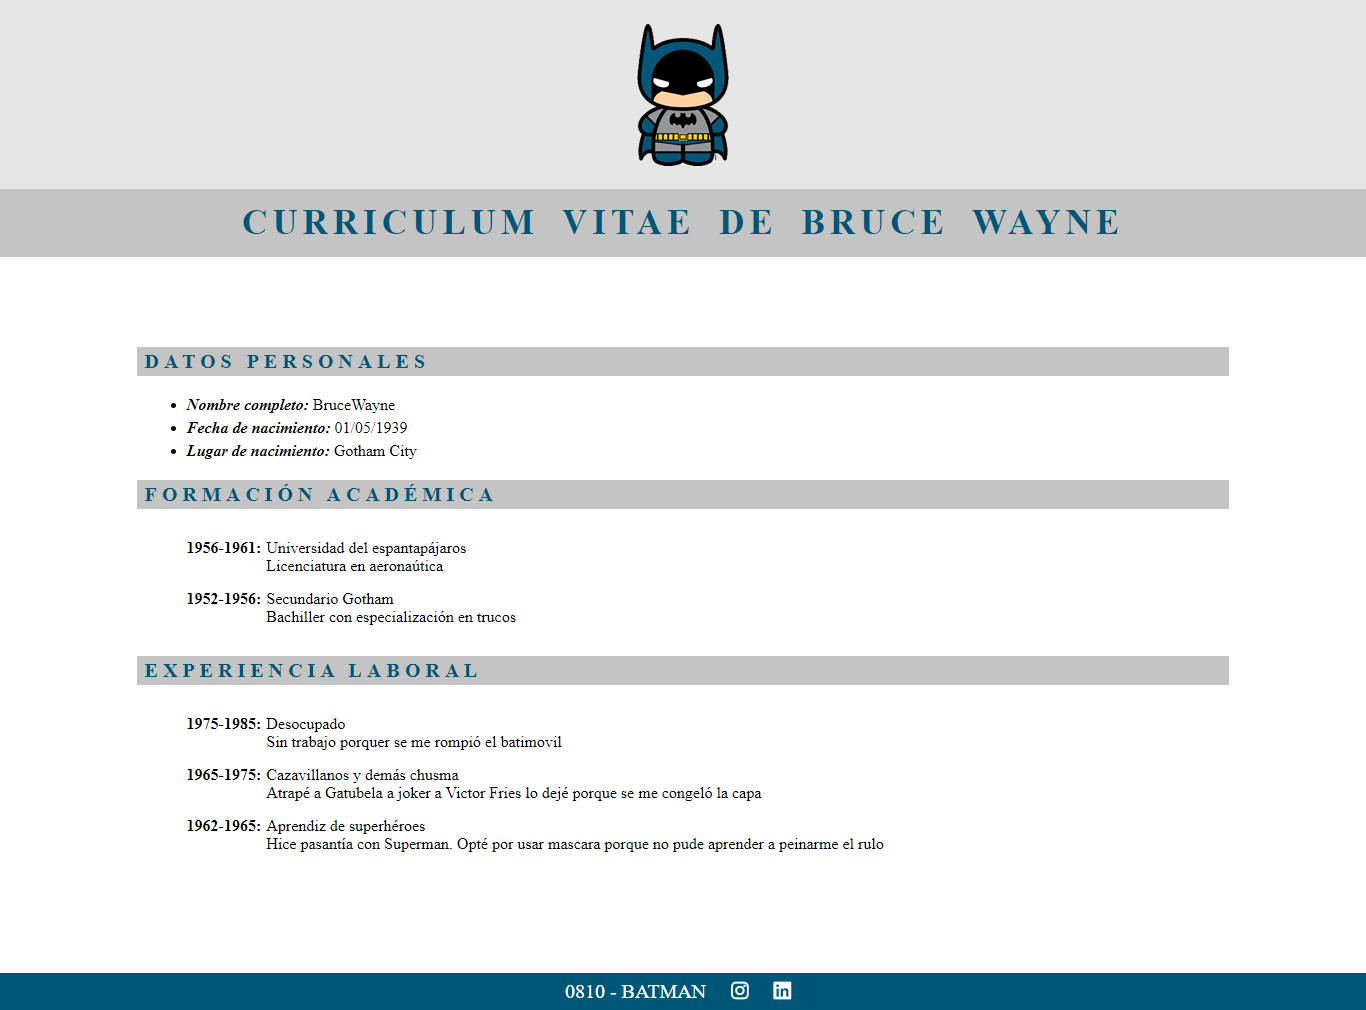 CURRICULUM VITAE DE BRUCE WAYNE
DATOS PERSONALES
Nombre completo: BruceWayne
Fecha de nacimiento: 01/05/1939
Lugar de nacimiento: Gotham City
FORMACIÓN ACADÉMICA
1956-1961: Universidad del espantapájaros
Licenciatura en aeronaútica
1952-1956: Secundario Gotham
Bachiller con especialización en trucos
EXPERIENCIA LABORAL
1975-1985: Desocupado
Sin trabajo porquer se me rompió el batimovil
1965-1975: Cazavillanos y demás chusma
Atrapé a Gatubela a joker a Victor Fries lo dejé porque se me congeló la capa
1962-1965: Aprendiz de superhéroes
Hice pasantía con Superman. Opté por usar mascara porque no pude aprender a peinarme el rulo
0810 - BATMAN